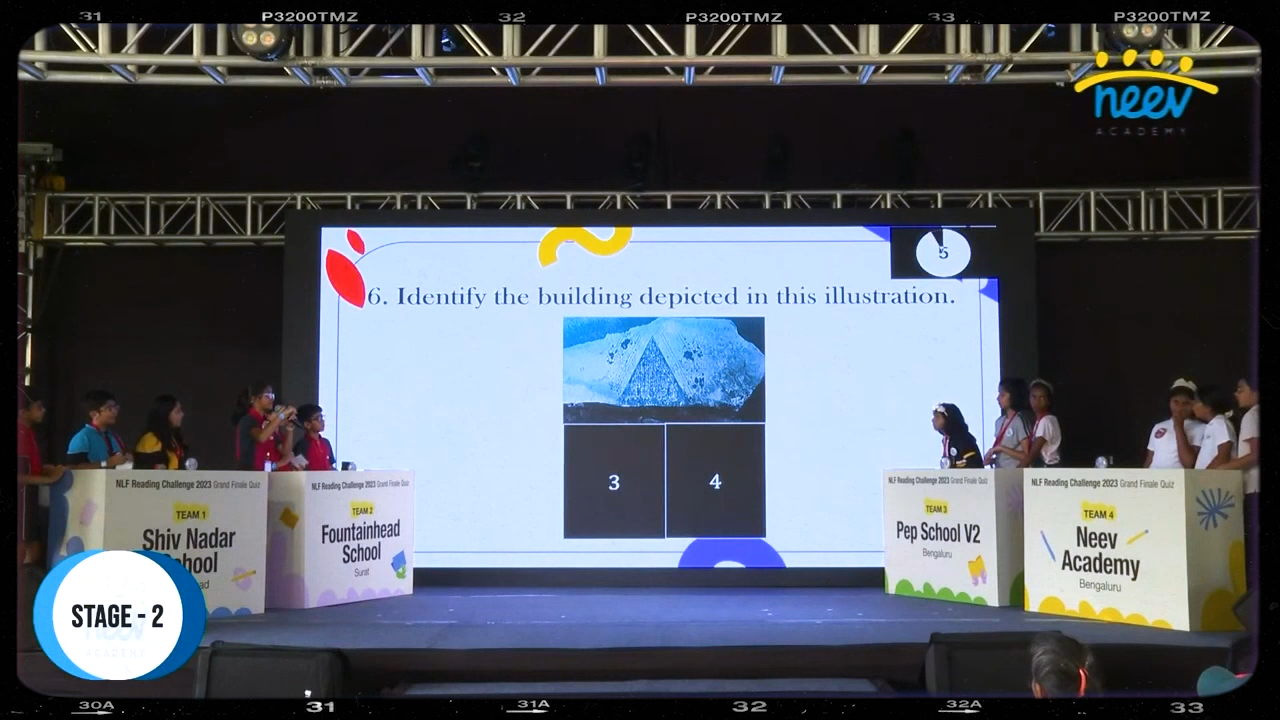 31 P3200TMZ 32 P3200TMZ 33 P3200TMZ
neev
ACADEMY
5
6. Identify the building depicted in this illustration.
3 4
NLF Reading Challenge 2023 Grand Finale Quiz
TEAM 1
Shiv Nadar
School
NLF Reading Challenge 2023 Grand Finale Quiz
TEAM 2
Fountainhead
School
Surat
NLF Reading Challenge 2023 Grand Finale Quiz
TEAM 3
Pep School V2
Bengaluru
NLF Reading Challenge 2023 Grand Finale Quiz
TEAM 4
Neev
Academy
Bengaluru
STAGE - 2
30A 31 31A 32 32A 33